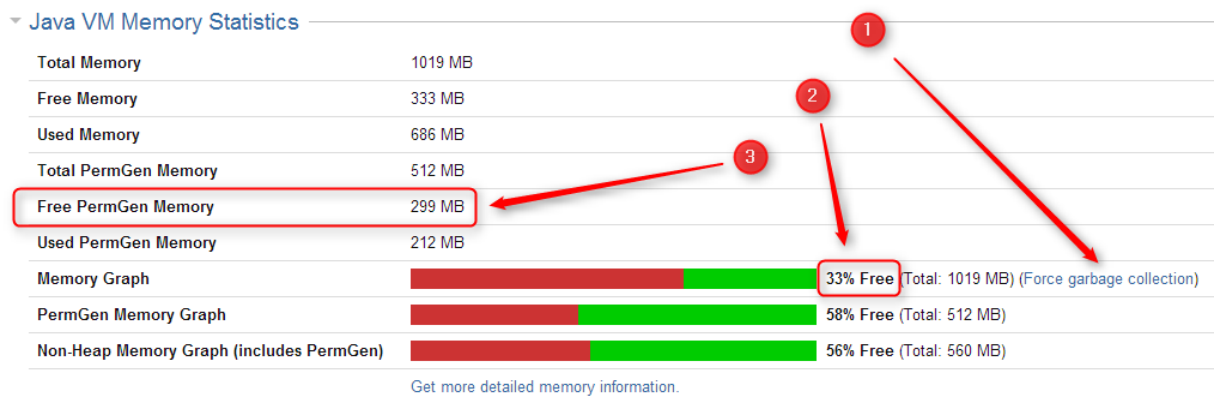 Java VM Memory Statistics
1
Total Memory 1019 MB
Free Memory 333 MB
2
Used Memory 686 MB
3
Total PermGen Memory 512 MB
Free PermGen Memory 299 MB
Used PermGen Memory 212 MB
Memory Graph 33% Free (Total: 1019 MB) (Force garbage collection)
PermGen Memory Graph 58% Free (Total: 512 MB)
Non-Heap Memory Graph (includes PermGen) 56% Free (Total: 560 MB)
Get more detailed memory information.